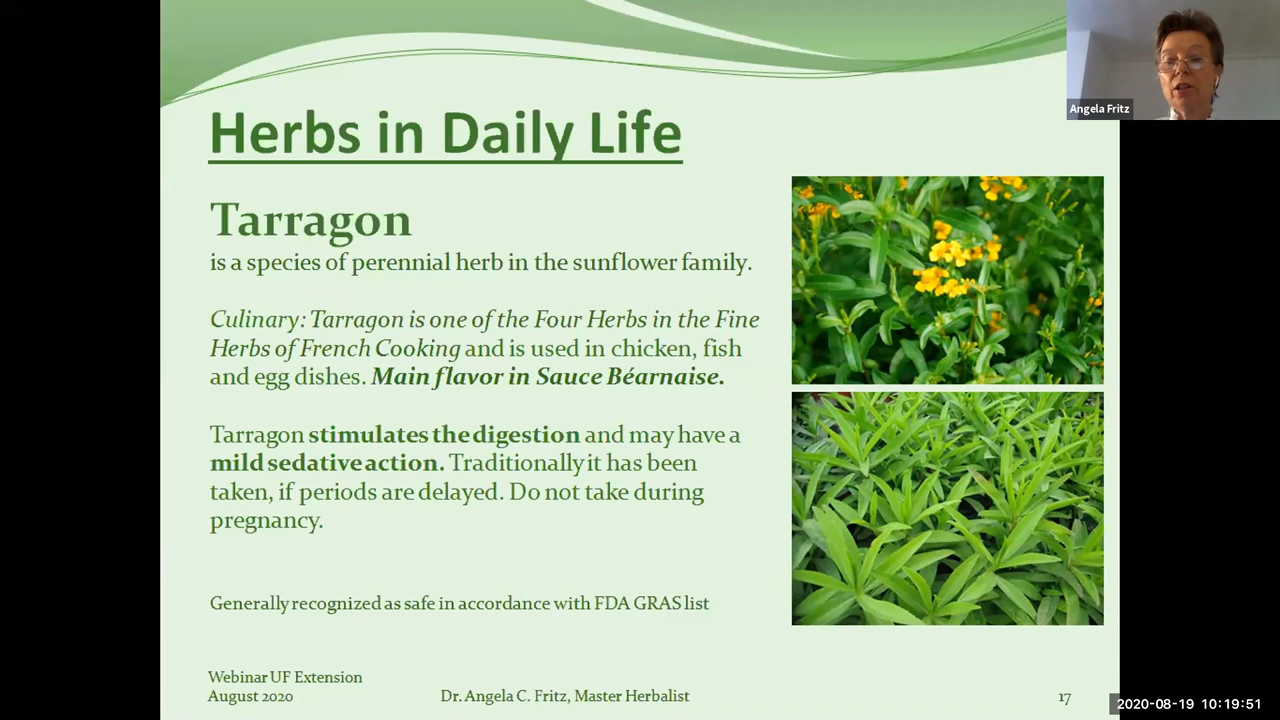 Angela Fritz
Herbs in Daily Life
Tarragon
is a species of perennial herb in the sunflower family.
Culinary: Tarragon is one of the Four Herbs in the Fine
Herbs of French Cooking and is used in chicken, fish
and egg dishes. Main flavor in Sauce Béarnaise.
Tarragon stimulates the digestion and may have a
mild sedative action. Traditionally it has been
taken, if periods are delayed. Do not take during
pregnancy.
Generally recognized as safe in accordance with FDA GRAS list
Webinar UF Extension
August 2020
Dr. Angela C. Fritz, Master Herbalist
17
2020-08-19 10:19:51